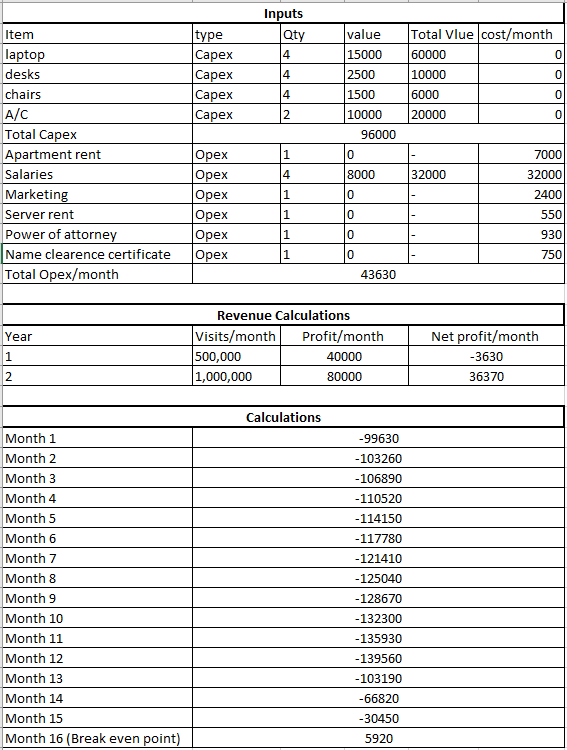 Inputs
Item type Qty value Total Vlue cost/month
laptop Capex 4 15000 60000 0
desks Capex 4 2500 10000 0
chairs Capex 4 1500 6000 0
A/C Capex 2 10000 20000 0
Total Capex 96000
Apartment rent Opex 1 0 - 7000
Salaries Opex 4 8000 32000 32000
Marketing Opex 1 0 - 2400
Server rent Opex 1 0 - 550
Power of attorney Opex 1 0 - 930
Name clearence certificate Opex 1 0 - 750
Total Opex/month 43630
Revenue Calculations
Year Visits/month Profit/month Net profit/month
1 500,000 40000 -3630
2 1,000,000 80000 36370
Calculations
Month 1 -99630
Month 2 -103260
Month 3 -106890
Month 4 -110520
Month 5 -114150
Month 6 -117780
Month 7 -121410
Month 8 -125040
Month 9 -128670
Month 10 -132300
Month 11 -135930
Month 12 -139560
Month 13 -103190
Month 14 -66820
Month 15 -30450
Month 16 (Break even point) 5920